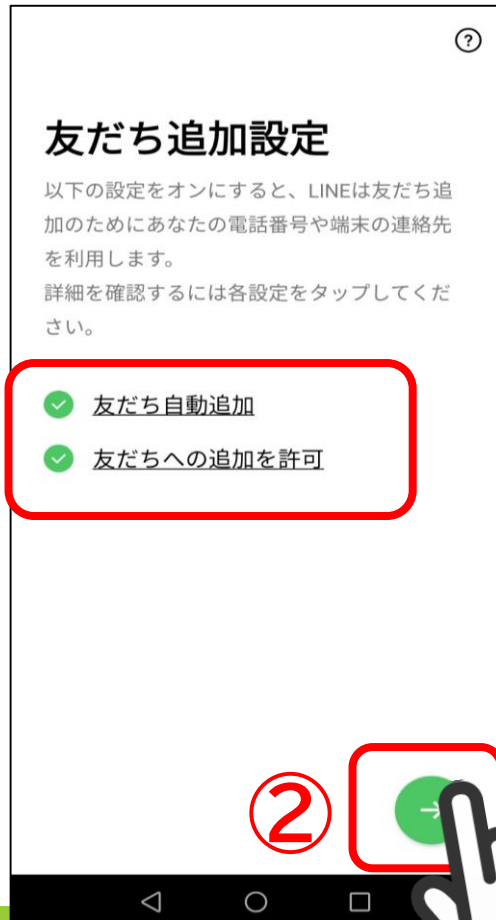 ?
友だち追加設定
以下の設定をオンにすると、LINEは友だち追
加のためにあなたの電話番号や端末の連絡先
を利用します。
詳細を確認するには各設定をタップしてくだ
さい。
友だち自動追加
友だちへの追加を許可
②